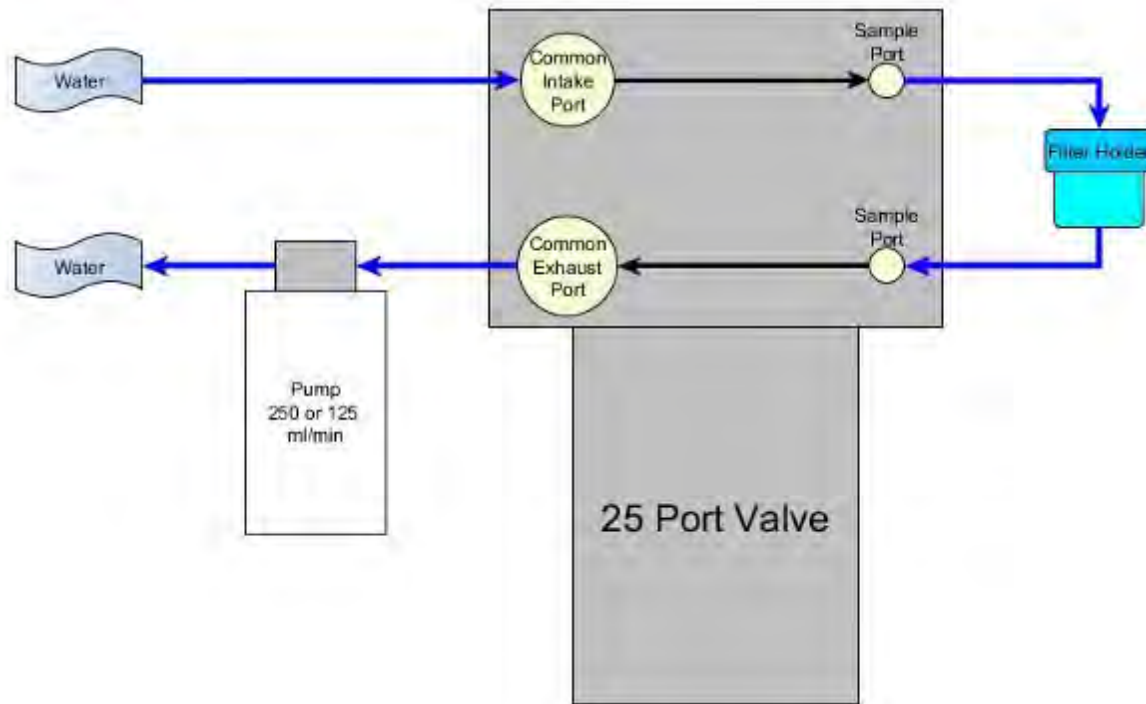 Water
Common
Intake
Port
Sample
Port
Filter Holder
Water
Common
Exhaust
Port
Sample
Port
Pump
250 or 125
ml/min
25 Port Valve